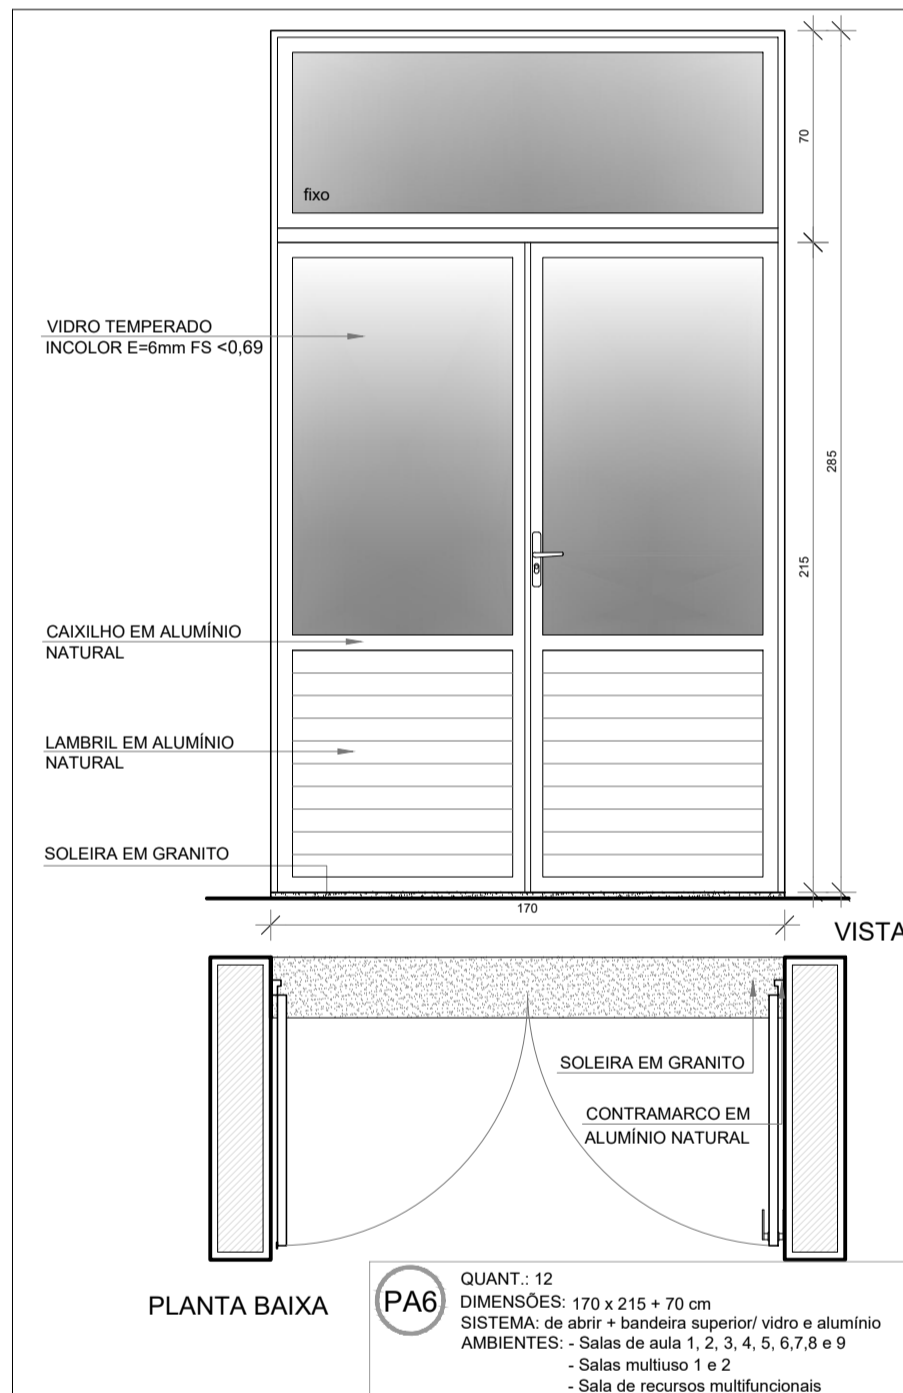 70
fixo
VIDRO TEMPERADO
INCOLOR E=6mm FS <0,69
285
215
CAIXILHO EM ALUMÍNIO
NATURAL
LAMBRIL EM ALUMÍNIO
NATURAL
SOLEIRA EM GRANITO
170
VISTA
SOLEIRA EM GRANITO
CONTRAMARCO EM
ALUMÍNIO NATURAL
PLANTA BAIXA
PA6
QUANT.: 12
DIMENSÕES: 170 x 215 + 70 cm
SISTEMA: de abrir + bandeira superior/ vidro e alumínio
AMBIENTES: - Salas de aula 1, 2, 3, 4, 5, 6,7,8 e 9
- Salas multiuso 1 e 2
- Sala de recursos multifuncionais